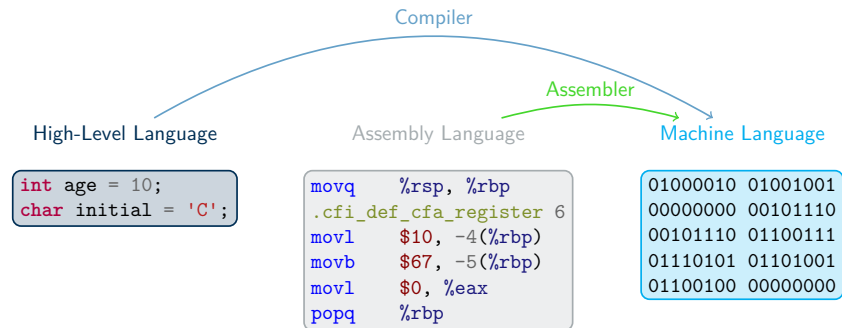 Compiler
Assembler
High-Level Language
Assembly Language
Machine Language
int age = 10;
char initial = 'C';
movq %rsp, %rbp
.cfi_def_cfa_register 6
movl $10, -4(%rbp)
movb $67, -5(%rbp)
movl $0, %eax
popq %rbp
01000010 01001001
00000000 00101110
00101110 01100111
01110101 01101001
01100100 00000000